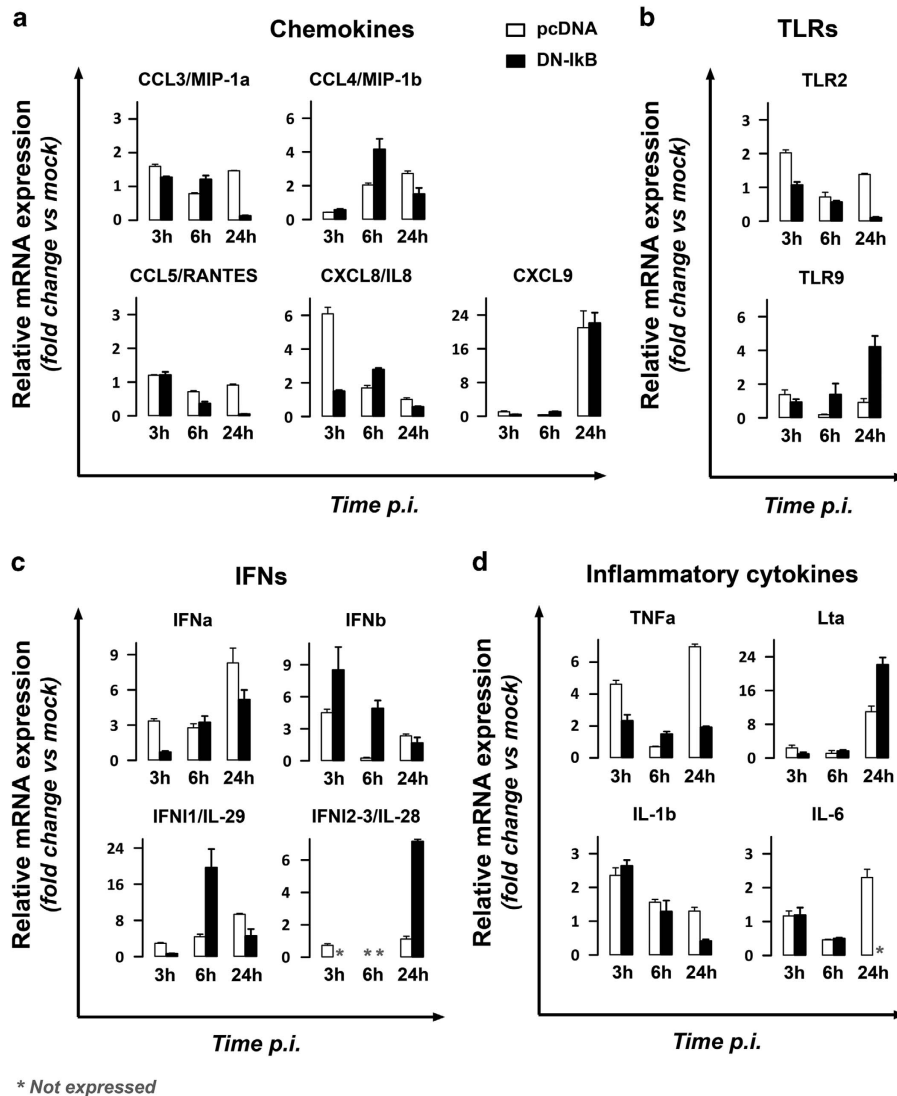 a
Chemokines
pcDNA
DN-IkB
Relative mRNA expression
(fold change vs mock)
CCL3/MIP-1a
3
2
1
0
3h 6h 24h
CCL4/MIP-1b
6
4
2
0
3h 6h 24h
CCL5/RANTES
3
2
1
0
3h 6h 24h
CXCL8/IL8
6
4
2
0
3h 6h 24h
CXCL9
24
16
8
0
3h 6h 24h
Time p.i.
b
TLRs
Relative mRNA expression
(fold change vs mock)
TLR2
3
2
1
0
3h 6h 24h
TLR9
6
4
2
0
3h 6h 24h
Time p.i.
c
IFNs
Relative mRNA expression
(fold change vs mock)
IFNa
9
6
3
0
3h 6h 24h
IFNb
9
6
3
0
3h 6h 24h
IFNl1/IL-29
24
16
8
0
3h 6h 24h
IFNl2-3/IL-28
6
4
2
0
* * *
3h 6h 24h
Time p.i.
d
Inflammatory cytokines
Relative mRNA expression
(fold change vs mock)
TNFa
6
4
2
0
3h 6h 24h
Lta
24
16
8
0
3h 6h 24h
IL-1b
3
2
1
0
3h 6h 24h
IL-6
3
2
1
0
*
3h 6h 24h
Time p.i.
* Not expressed